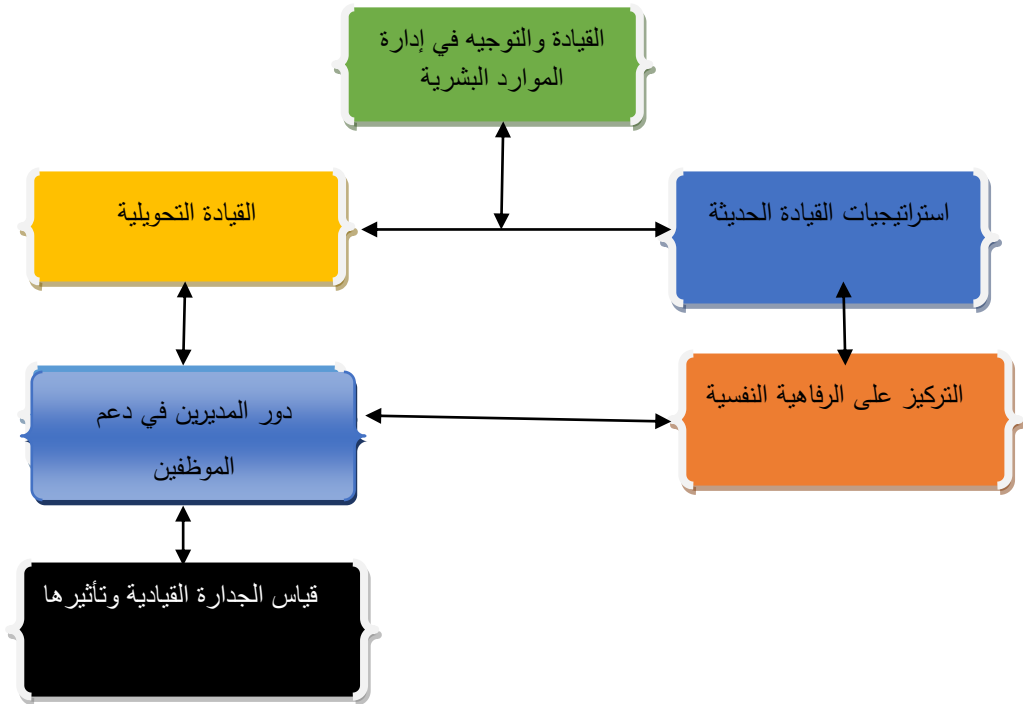 القيادة والتوجيه في إدارة
الموارد البشرية
استراتيجيات القيادة الحديثة
القيادة التحويلية
التركيز على الرفاهية النفسية
دور المديرين في دعم
الموظفين
قياس الجدارة القيادية وتأثيرها